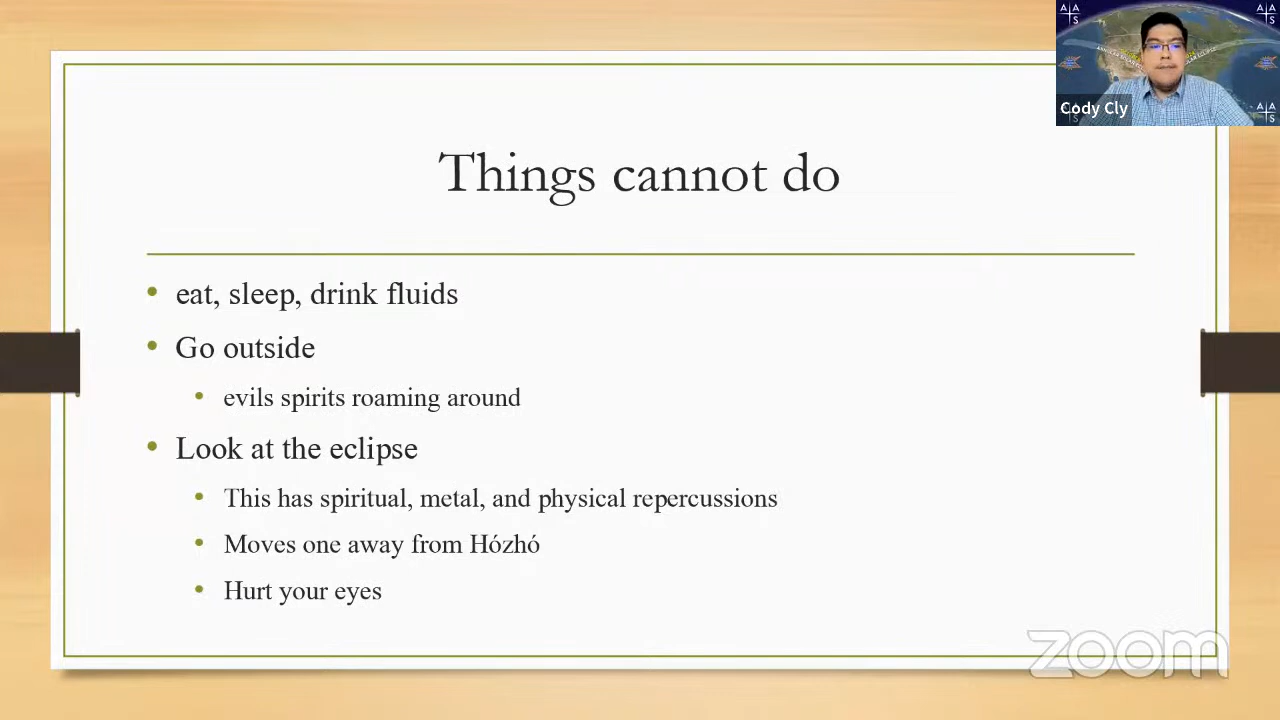 Things cannot do
• eat, sleep, drink fluids
• Go outside
• evils spirits roaming around
• Look at the eclipse
• This has spiritual, metal, and physical repercussions
• Moves one away from Hózhó
• Hurt your eyes
A A
S
A A
S
A A
S
Cody Cly
zoom